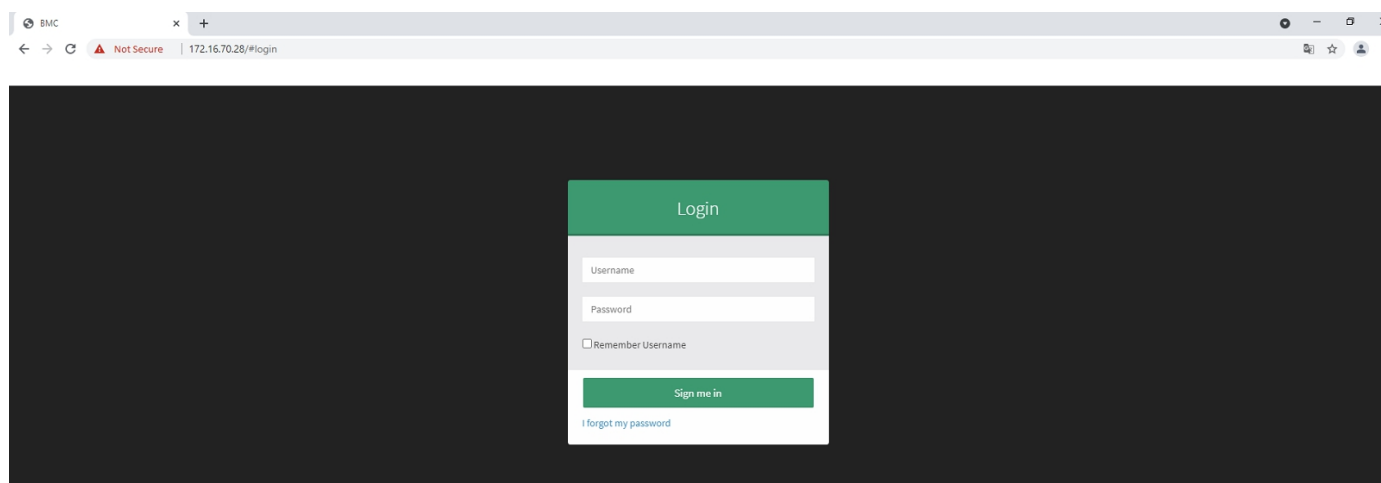 BMC
Not Secure 172.16.70.28/#login
Login
Username
Password
Remember Username
Sign me in
I forgot my password